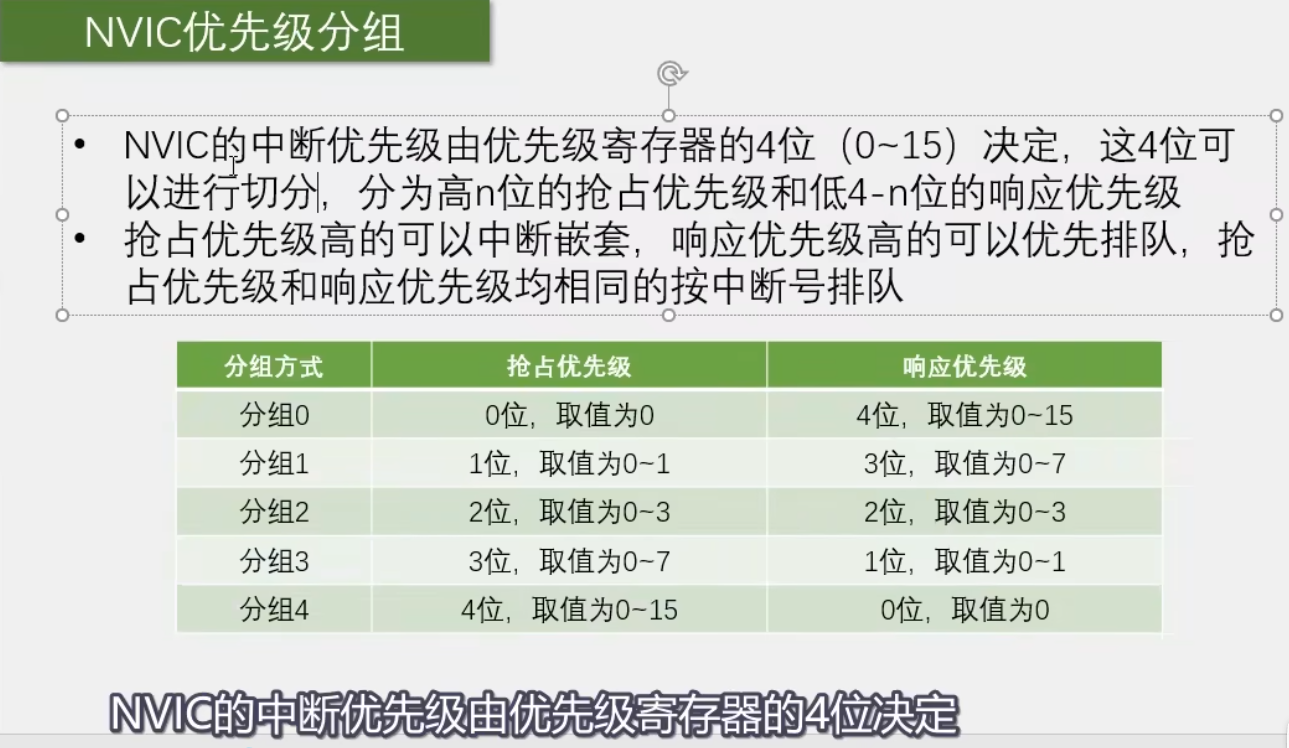 NVIC优先级分组
• NVIC的中断优先级由优先级寄存器的4位（0~15）决定，这4位可
以进行切分，分为高n位的抢占优先级和低4-n位的响应优先级
• 抢占优先级高的可以中断嵌套，响应优先级高的可以优先排队，抢
占优先级和响应优先级均相同的按中断号排队
分组方式 抢占优先级 响应优先级
分组0 0位，取值为0 4位，取值为0~15
分组1 1位，取值为0~1 3位，取值为0~7
分组2 2位，取值为0~3 2位，取值为0~3
分组3 3位，取值为0~7 1位，取值为0~1
分组4 4位，取值为0~15 0位，取值为0
NVIC的中断优先级由优先级寄存器的4位决定